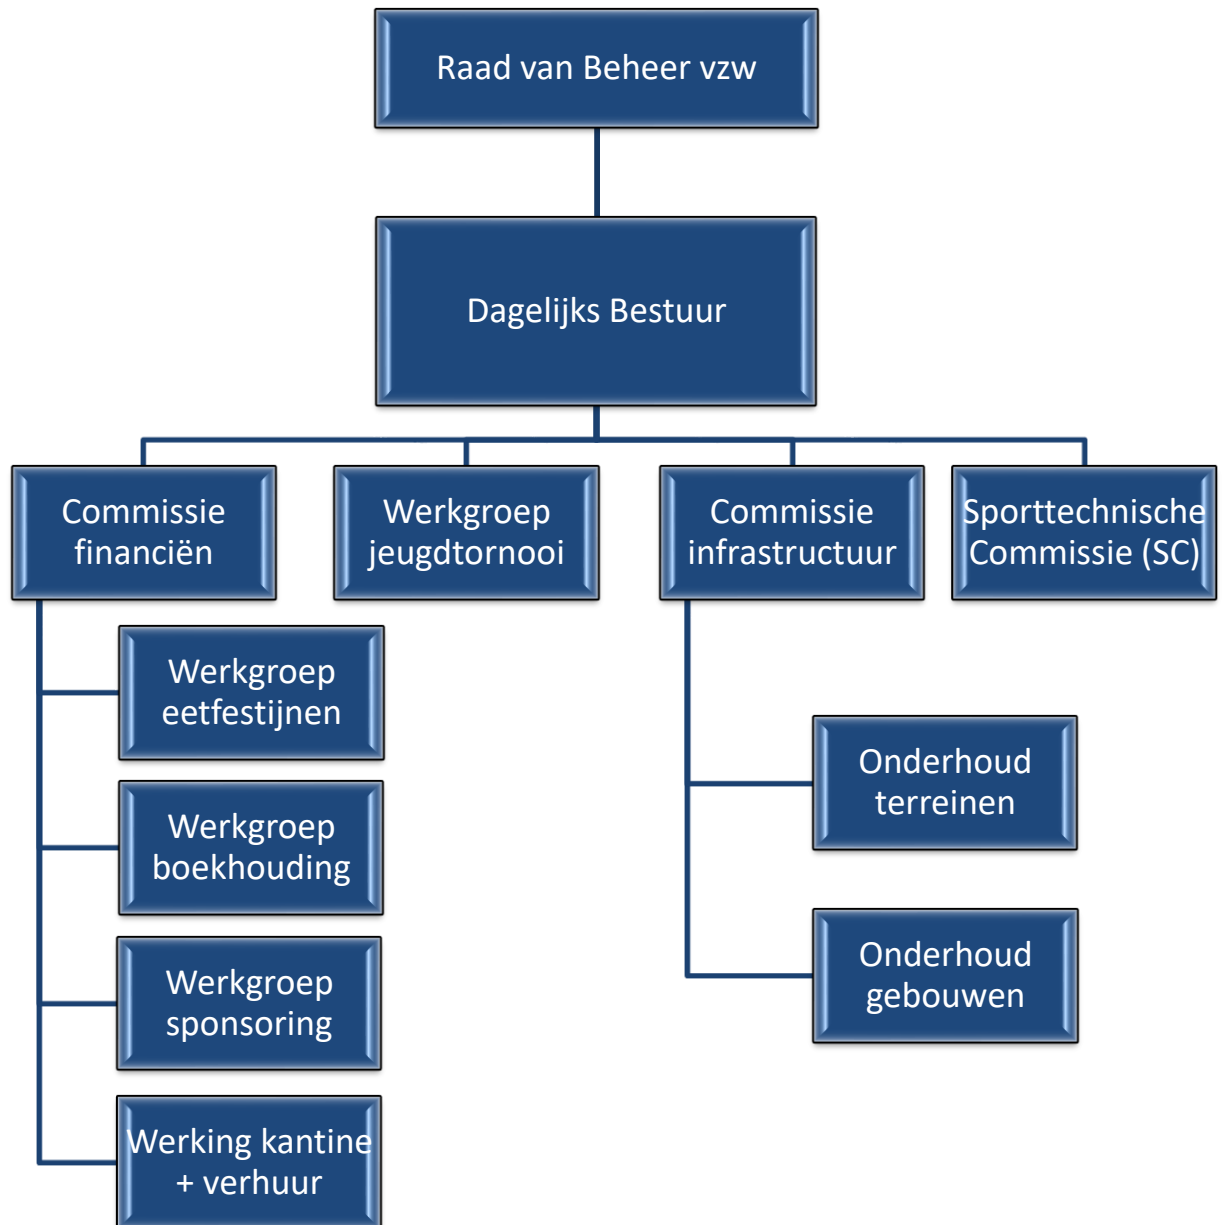 Raad van Beheer vzw
Dagelijks Bestuur
Commissie
financiën
Werkgroep
jeugdtornooi
Commissie
infrastructuur
Sporttechnische
Commissie (SC)
Werkgroep
eetfestijnen
Werkgroep
boekhouding
Werkgroep
sponsoring
Werking kantine
+ verhuur
Onderhoud
terreinen
Onderhoud
gebouwen